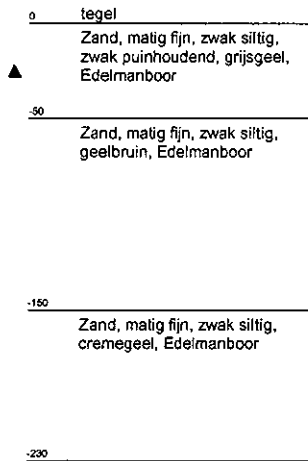 0 tegel
Zand, matig fijn, zwak siltig,
zwak puinhoudend, grijsgeel,
Edelmanboor
-50
Zand, matig fijn, zwak siltig,
geelbruin, Edelmanboor
-150
Zand, matig fijn, zwak siltig,
cremegeel, Edelmanboor
-230